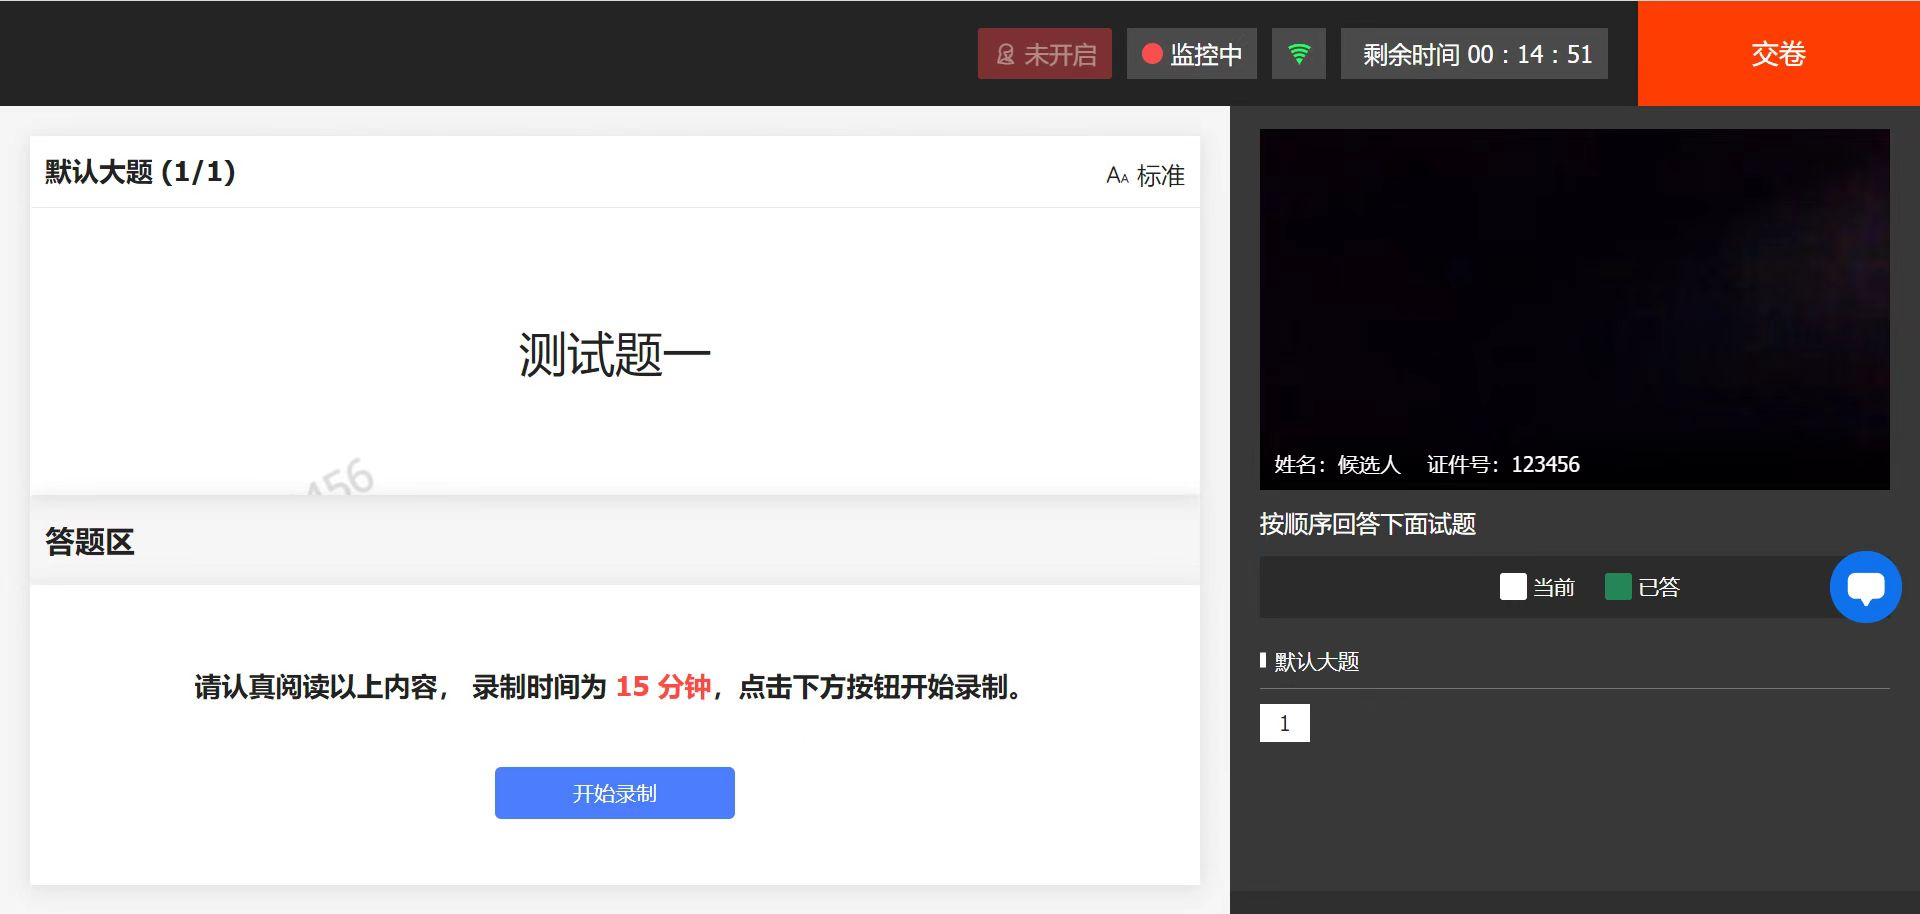 未开启
监控中
剩余时间 00 : 14 : 51
交卷
默认大题 (1/1)
AA 标准
测试题一
456
答题区
请认真阅读以上内容， 录制时间为 15 分钟，点击下方按钮开始录制。
开始录制
姓名：候选人 证件号：123456
按顺序回答下面试题
当前
已答
默认大题
1